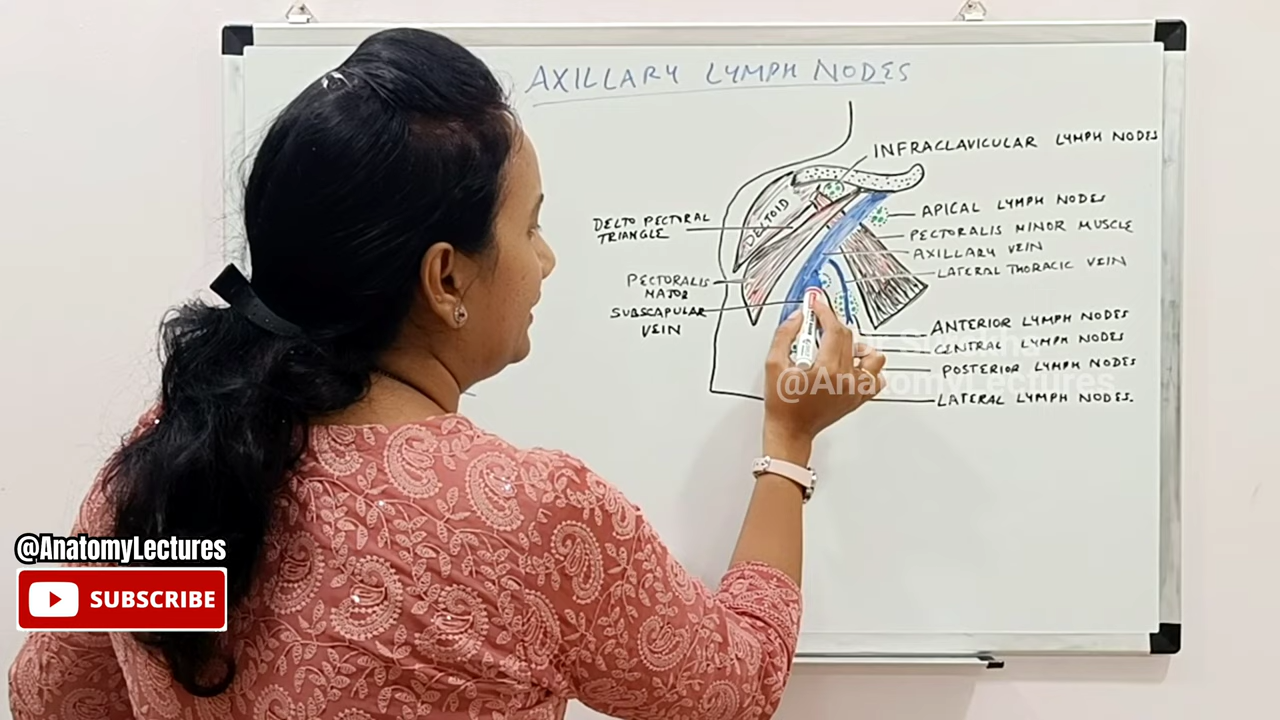 AXILLARY LYMPH NODES
INFRACLAVICULAR LYMPH NODES
DELTOID
DELTO PECTORAL
TRIANGLE
APICAL LYMPH NODES
PECTORALIS MINOR MUSCLE
AXILLARY VEIN
LATERAL THORACIC VEIN
PECTORALIS
MAJOR
SUBSCAPULAR
VEIN
ANTERIOR LYMPH NODES
CENTRAL LYMPH NODES
POSTERIOR LYMPH NODES
LATERAL LYMPH NODES.
@AnatomyLectures
@AnatomyLectures
SUBSCRIBE